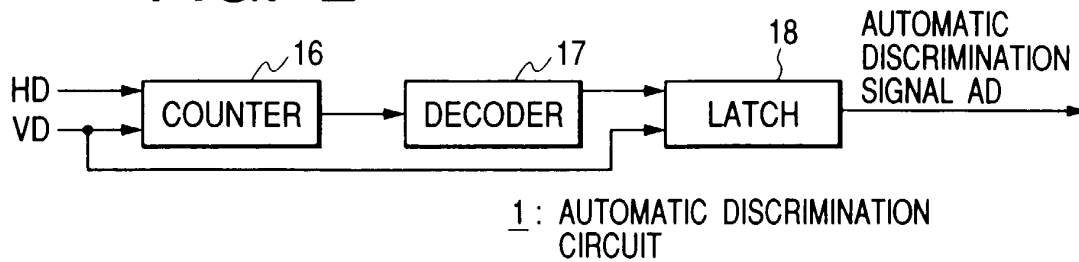 16
17
18
AUTOMATIC
DISCRIMINATION
SIGNAL AD
HD
VD
COUNTER
DECODER
LATCH
1 : AUTOMATIC DISCRIMINATION
CIRCUIT